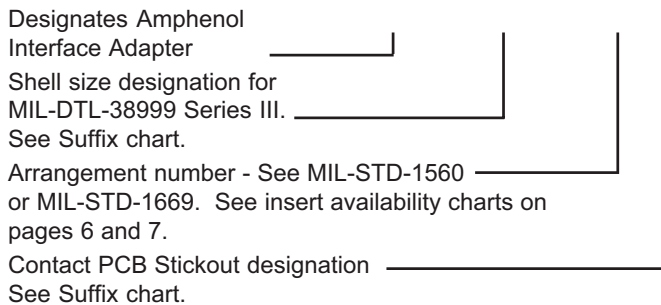 Designates Amphenol
Interface Adapter
Shell size designation for
MIL-DTL-38999 Series III.
See Suffix chart.
Arrangement number - See MIL-STD-1560
or MIL-STD-1669.  See insert availability charts on
pages 6 and 7.
Contact PCB Stickout designation
See Suffix chart.